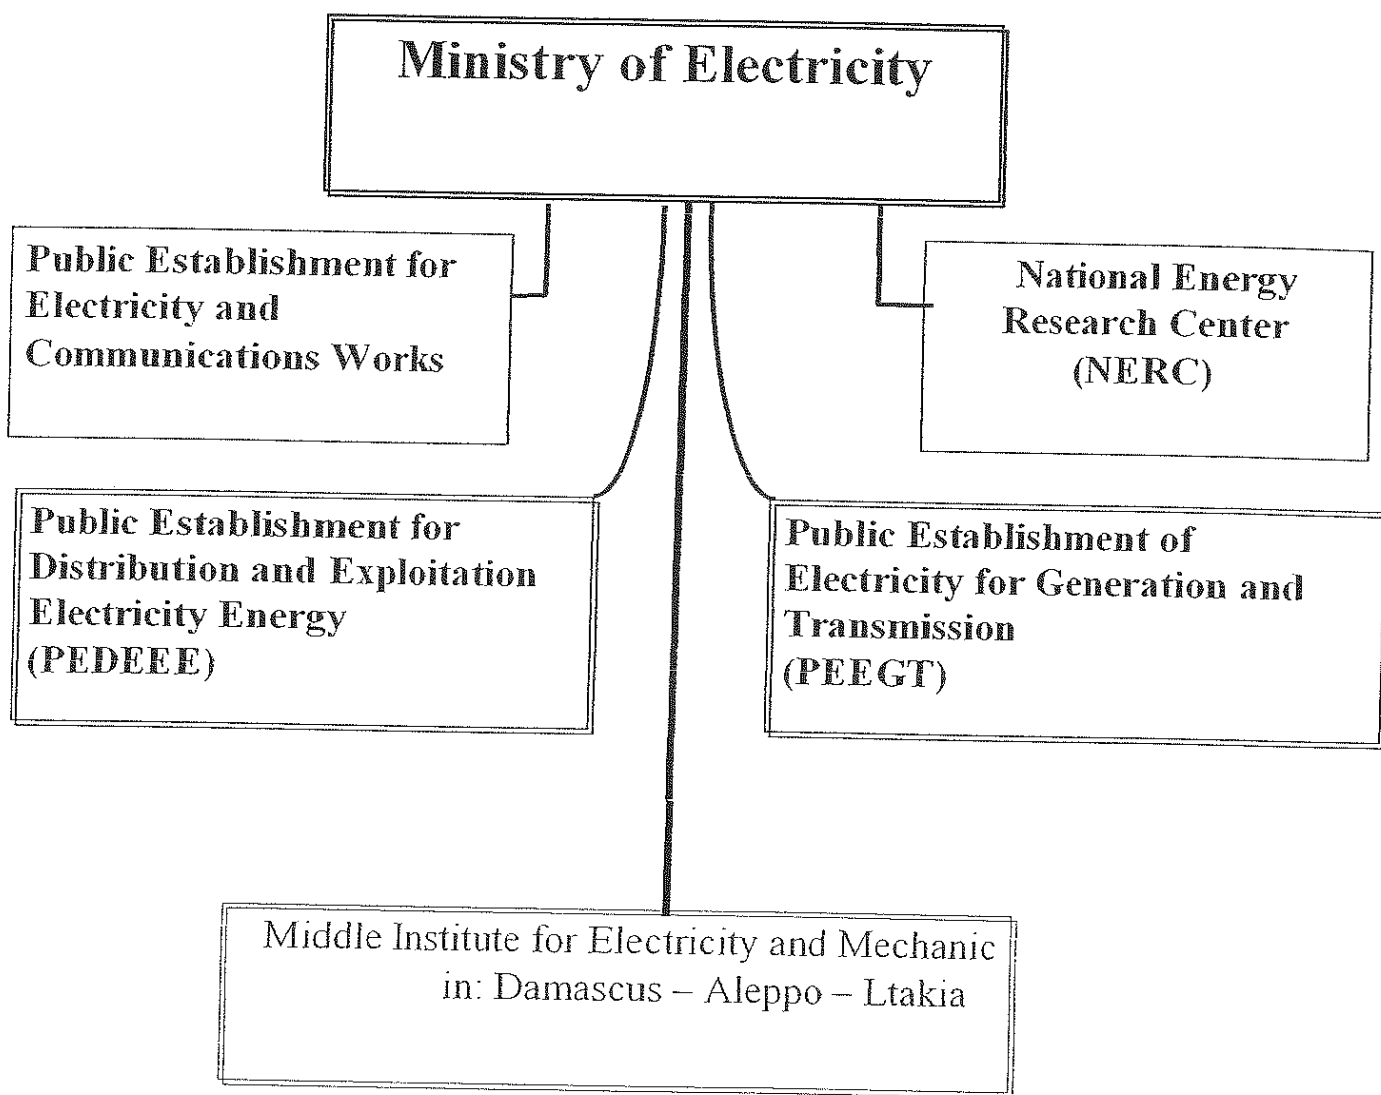 Ministry of Electricity
Public Establishment for
Electricity and
Communications Works
National Energy
Research Center
(NERC)
Public Establishment for
Distribution and Exploitation
Electricity Energy
(PEDEEE)
Public Establishment of
Electricity for Generation and
Transmission
(PEEGT)
Middle Institute for Electricity and Mechanic
in: Damascus – Aleppo – Ltakia